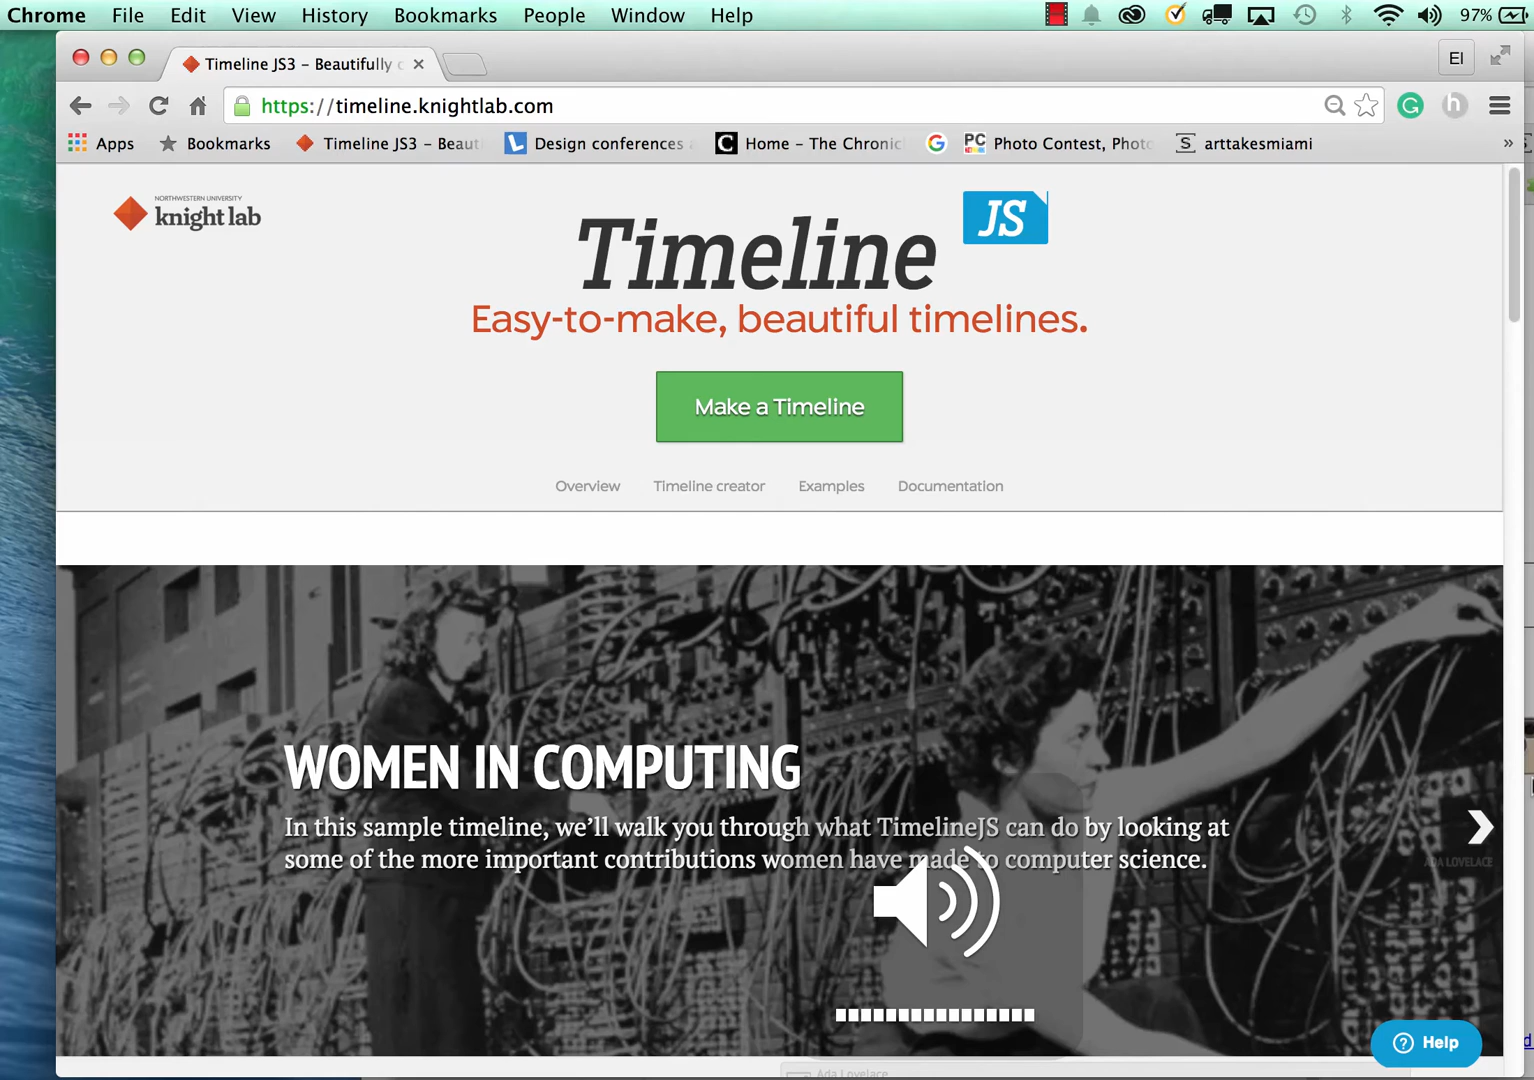 Chrome File Edit View History Bookmarks People Window Help 97%
Timeline JS3 – Beautifully
El
https://timeline.knightlab.com
Apps Bookmarks Timeline JS3 – Beaut Design conferences Home – The Chronic Photo Contest, Photo arttakesmiami »
NORTHWESTERN UNIVERSITY
knight lab
JS
Timeline
Easy-to-make, beautiful timelines.
Make a Timeline
Overview Timeline creator Examples Documentation
WOMEN IN COMPUTING
In this sample timeline, we’ll walk you through what TimelineJS can do by looking at
some of the more important contributions women have made to computer science.
ADA LOVELACE
Help
Ada Lovelace